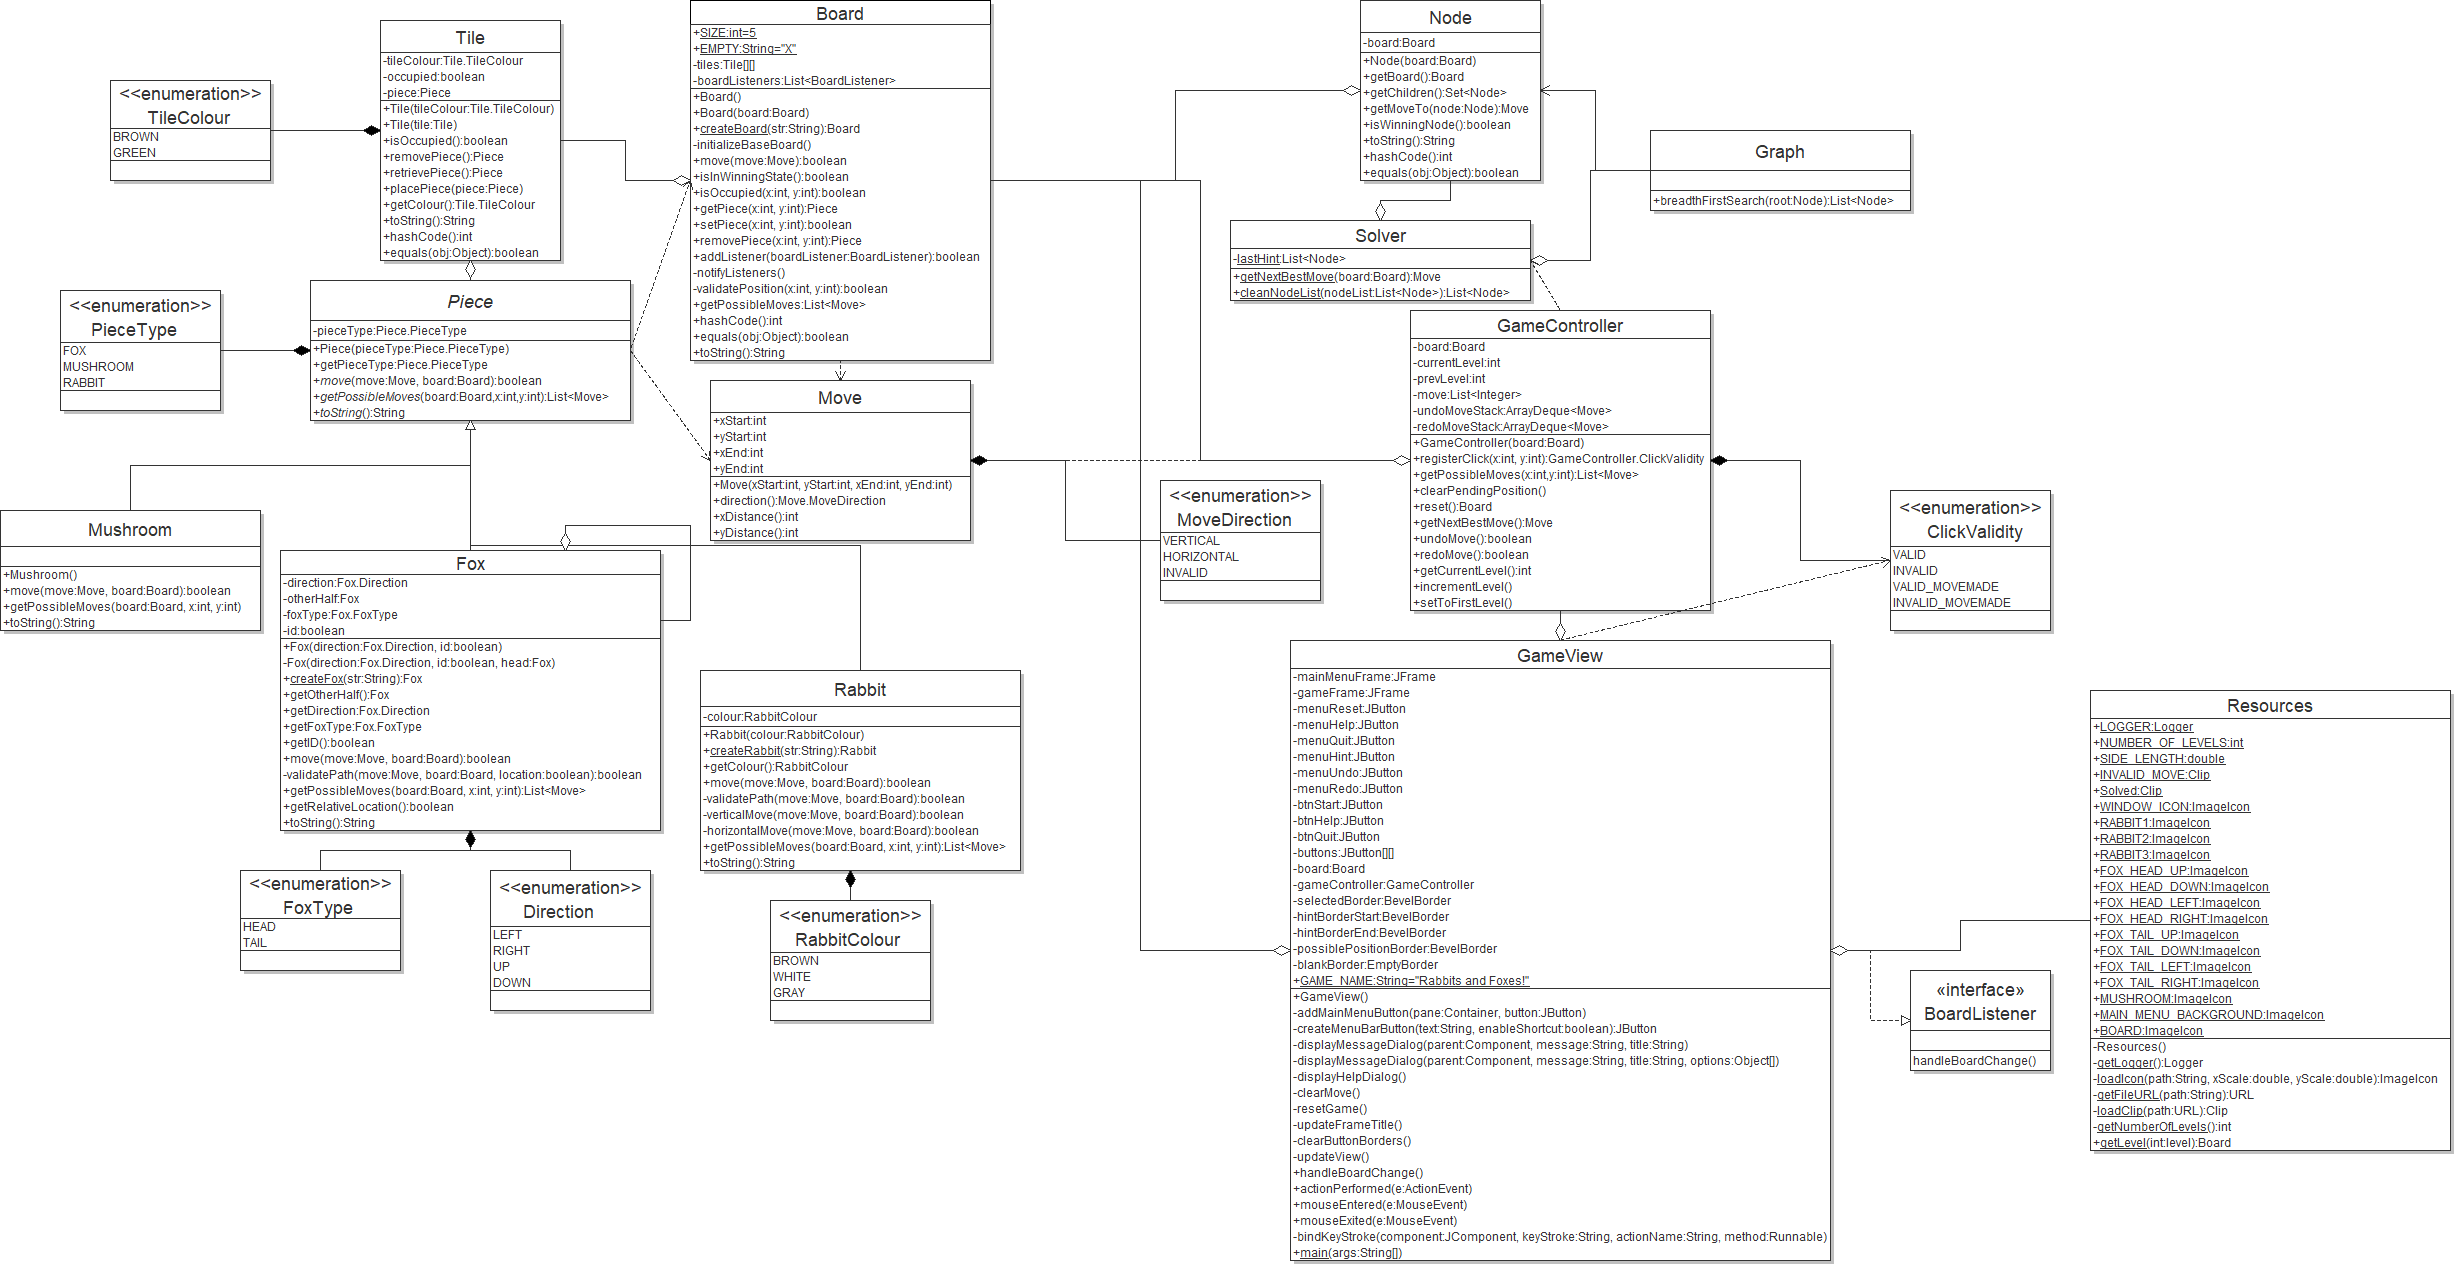 <<enumeration>>
TileColour
BROWN
GREEN
Tile
-tileColour:Tile.TileColour
-occupied:boolean
-piece:Piece
+Tile(tileColour:Tile.TileColour)
+Tile(tile:Tile)
+isOccupied():boolean
+removePiece():Piece
+retrievePiece():Piece
+placePiece(piece:Piece)
+getColour():Tile.TileColour
+toString():String
+hashCode():int
+equals(obj:Object):boolean
Board
+SIZE:int=5
+EMPTY:String="X"
-tiles:Tile[][]
-boardListeners:List<BoardListener>
+Board()
+Board(board:Board)
+createBoard(str:String):Board
-initializeBaseBoard()
+move(move:Move):boolean
+isInWinningState():boolean
+isOccupied(x:int, y:int):boolean
+getPiece(x:int, y:int):Piece
+setPiece(x:int, y:int):boolean
+removePiece(x:int, y:int):Piece
+addListener(boardListener:BoardListener):boolean
-notifyListeners()
-validatePosition(x:int, y:int):boolean
+getPossibleMoves:List<Move>
+hashCode():int
+equals(obj:Object):boolean
+toString():String
Node
-board:Board
+Node(board:Board)
+getBoard():Board
+getChildren():Set<Node>
+getMoveTo(node:Node):Move
+isWinningNode():boolean
+toString():String
+hashCode():int
+equals(obj:Object):boolean
Graph
+breadthFirstSearch(root:Node):List<Node>
Solver
-lastHint:List<Node>
+getNextBestMove(board:Board):Move
+cleanNodeList(nodeList:List<Node>):List<Node>
<<enumeration>>
PieceType
FOX
MUSHROOM
RABBIT
Piece
-pieceType:Piece.PieceType
+Piece(pieceType:Piece.PieceType)
+getPieceType:Piece.PieceType
+move(move:Move, board:Board):boolean
+getPossibleMoves(board:Board,x:int,y:int):List<Move>
+toString():String
Move
+xStart:int
+yStart:int
+xEnd:int
+yEnd:int
+Move(xStart:int, yStart:int, xEnd:int, yEnd:int)
+direction():Move.MoveDirection
+xDistance():int
+yDistance():int
GameController
-board:Board
-currentLevel:int
-prevLevel:int
-move:List<Integer>
-undoMoveStack:ArrayDeque<Move>
-redoMoveStack:ArrayDeque<Move>
+GameController(board:Board)
+registerClick(x:int, y:int):GameController.ClickValidity
+getPossibleMoves(x:int,y:int):List<Move>
+clearPendingPosition()
+reset():Board
+getNextBestMove():Move
+undoMove():boolean
+redoMove():boolean
+getCurrentLevel():int
+incrementLevel()
+setToFirstLevel()
<<enumeration>>
MoveDirection
VERTICAL
HORIZONTAL
INVALID
<<enumeration>>
ClickValidity
VALID
INVALID
VALID_MOVEMADE
INVALID_MOVEMADE
Mushroom
+Mushroom()
+move(move:Move, board:Board):boolean
+getPossibleMoves(board:Board, x:int, y:int)
+toString():String
Fox
-direction:Fox.Direction
-otherHalf:Fox
-foxType:Fox.FoxType
-id:boolean
+Fox(direction:Fox.Direction, id:boolean)
-Fox(direction:Fox.Direction, id:boolean, head:Fox)
+createFox(str:String):Fox
+getOtherHalf():Fox
+getDirection:Fox.Direction
+getFoxType:Fox.FoxType
+getID():boolean
+move(move:Move, board:Board):boolean
-validatePath(move:Move, board:Board, location:boolean):boolean
+getPossibleMoves(board:Board, x:int, y:int):List<Move>
+getRelativeLocation():boolean
+toString():String
Rabbit
-colour:RabbitColour
+Rabbit(colour:RabbitColour)
+createRabbit(str:String):Rabbit
+getColour():RabbitColour
+move(move:Move, board:Board):boolean
-validatePath(move:Move, board:Board):boolean
-verticalMove(move:Move, board:Board):boolean
-horizontalMove(move:Move, board:Board):boolean
+getPossibleMoves(board:Board, x:int, y:int):List<Move>
+toString():String
<<enumeration>>
FoxType
HEAD
TAIL
<<enumeration>>
Direction
LEFT
RIGHT
UP
DOWN
<<enumeration>>
RabbitColour
BROWN
WHITE
GRAY
GameView
-mainMenuFrame:JFrame
-gameFrame:JFrame
-menuReset:JButton
-menuHelp:JButton
-menuQuit:JButton
-menuHint:JButton
-menuUndo:JButton
-menuRedo:JButton
-btnStart:JButton
-btnHelp:JButton
-btnQuit:JButton
-buttons:JButton[][]
-board:Board
-gameController:GameController
-selectedBorder:BevelBorder
-hintBorderStart:BevelBorder
-hintBorderEnd:BevelBorder
-possiblePositionBorder:BevelBorder
-blankBorder:EmptyBorder
+GAME_NAME:String="Rabbits and Foxes!"
+GameView()
-addMainMenuButton(pane:Container, button:JButton)
-createMenuBarButton(text:String, enableShortcut:boolean):JButton
-displayMessageDialog(parent:Component, message:String, title:String)
-displayMessageDialog(parent:Component, message:String, title:String, options:Object[])
-displayHelpDialog()
-clearMove()
-resetGame()
-updateFrameTitle()
-clearButtonBorders()
-updateView()
+handleBoardChange()
+actionPerformed(e:ActionEvent)
+mouseEntered(e:MouseEvent)
+mouseExited(e:MouseEvent)
-bindKeyStroke(component:JComponent, keyStroke:String, actionName:String, method:Runnable)
+main(args:String[])
«interface»
BoardListener
handleBoardChange()
Resources
+LOGGER:Logger
+NUMBER_OF_LEVELS:int
+SIDE_LENGTH:double
+INVALID_MOVE:Clip
+Solved:Clip
+WINDOW_ICON:ImageIcon
+RABBIT1:ImageIcon
+RABBIT2:ImageIcon
+RABBIT3:ImageIcon
+FOX_HEAD_UP:ImageIcon
+FOX_HEAD_DOWN:ImageIcon
+FOX_HEAD_LEFT:ImageIcon
+FOX_HEAD_RIGHT:ImageIcon
+FOX_TAIL_UP:ImageIcon
+FOX_TAIL_DOWN:ImageIcon
+FOX_TAIL_LEFT:ImageIcon
+FOX_TAIL_RIGHT:ImageIcon
+MUSHROOM:ImageIcon
+MAIN_MENU_BACKGROUND:ImageIcon
+BOARD:ImageIcon
-Resources()
-getLogger():Logger
-loadIcon(path:String, xScale:double, yScale:double):ImageIcon
-getFileURL(path:String):URL
-loadClip(path:URL):Clip
-getNumberOfLevels():int
+getLevel(int:level):Board